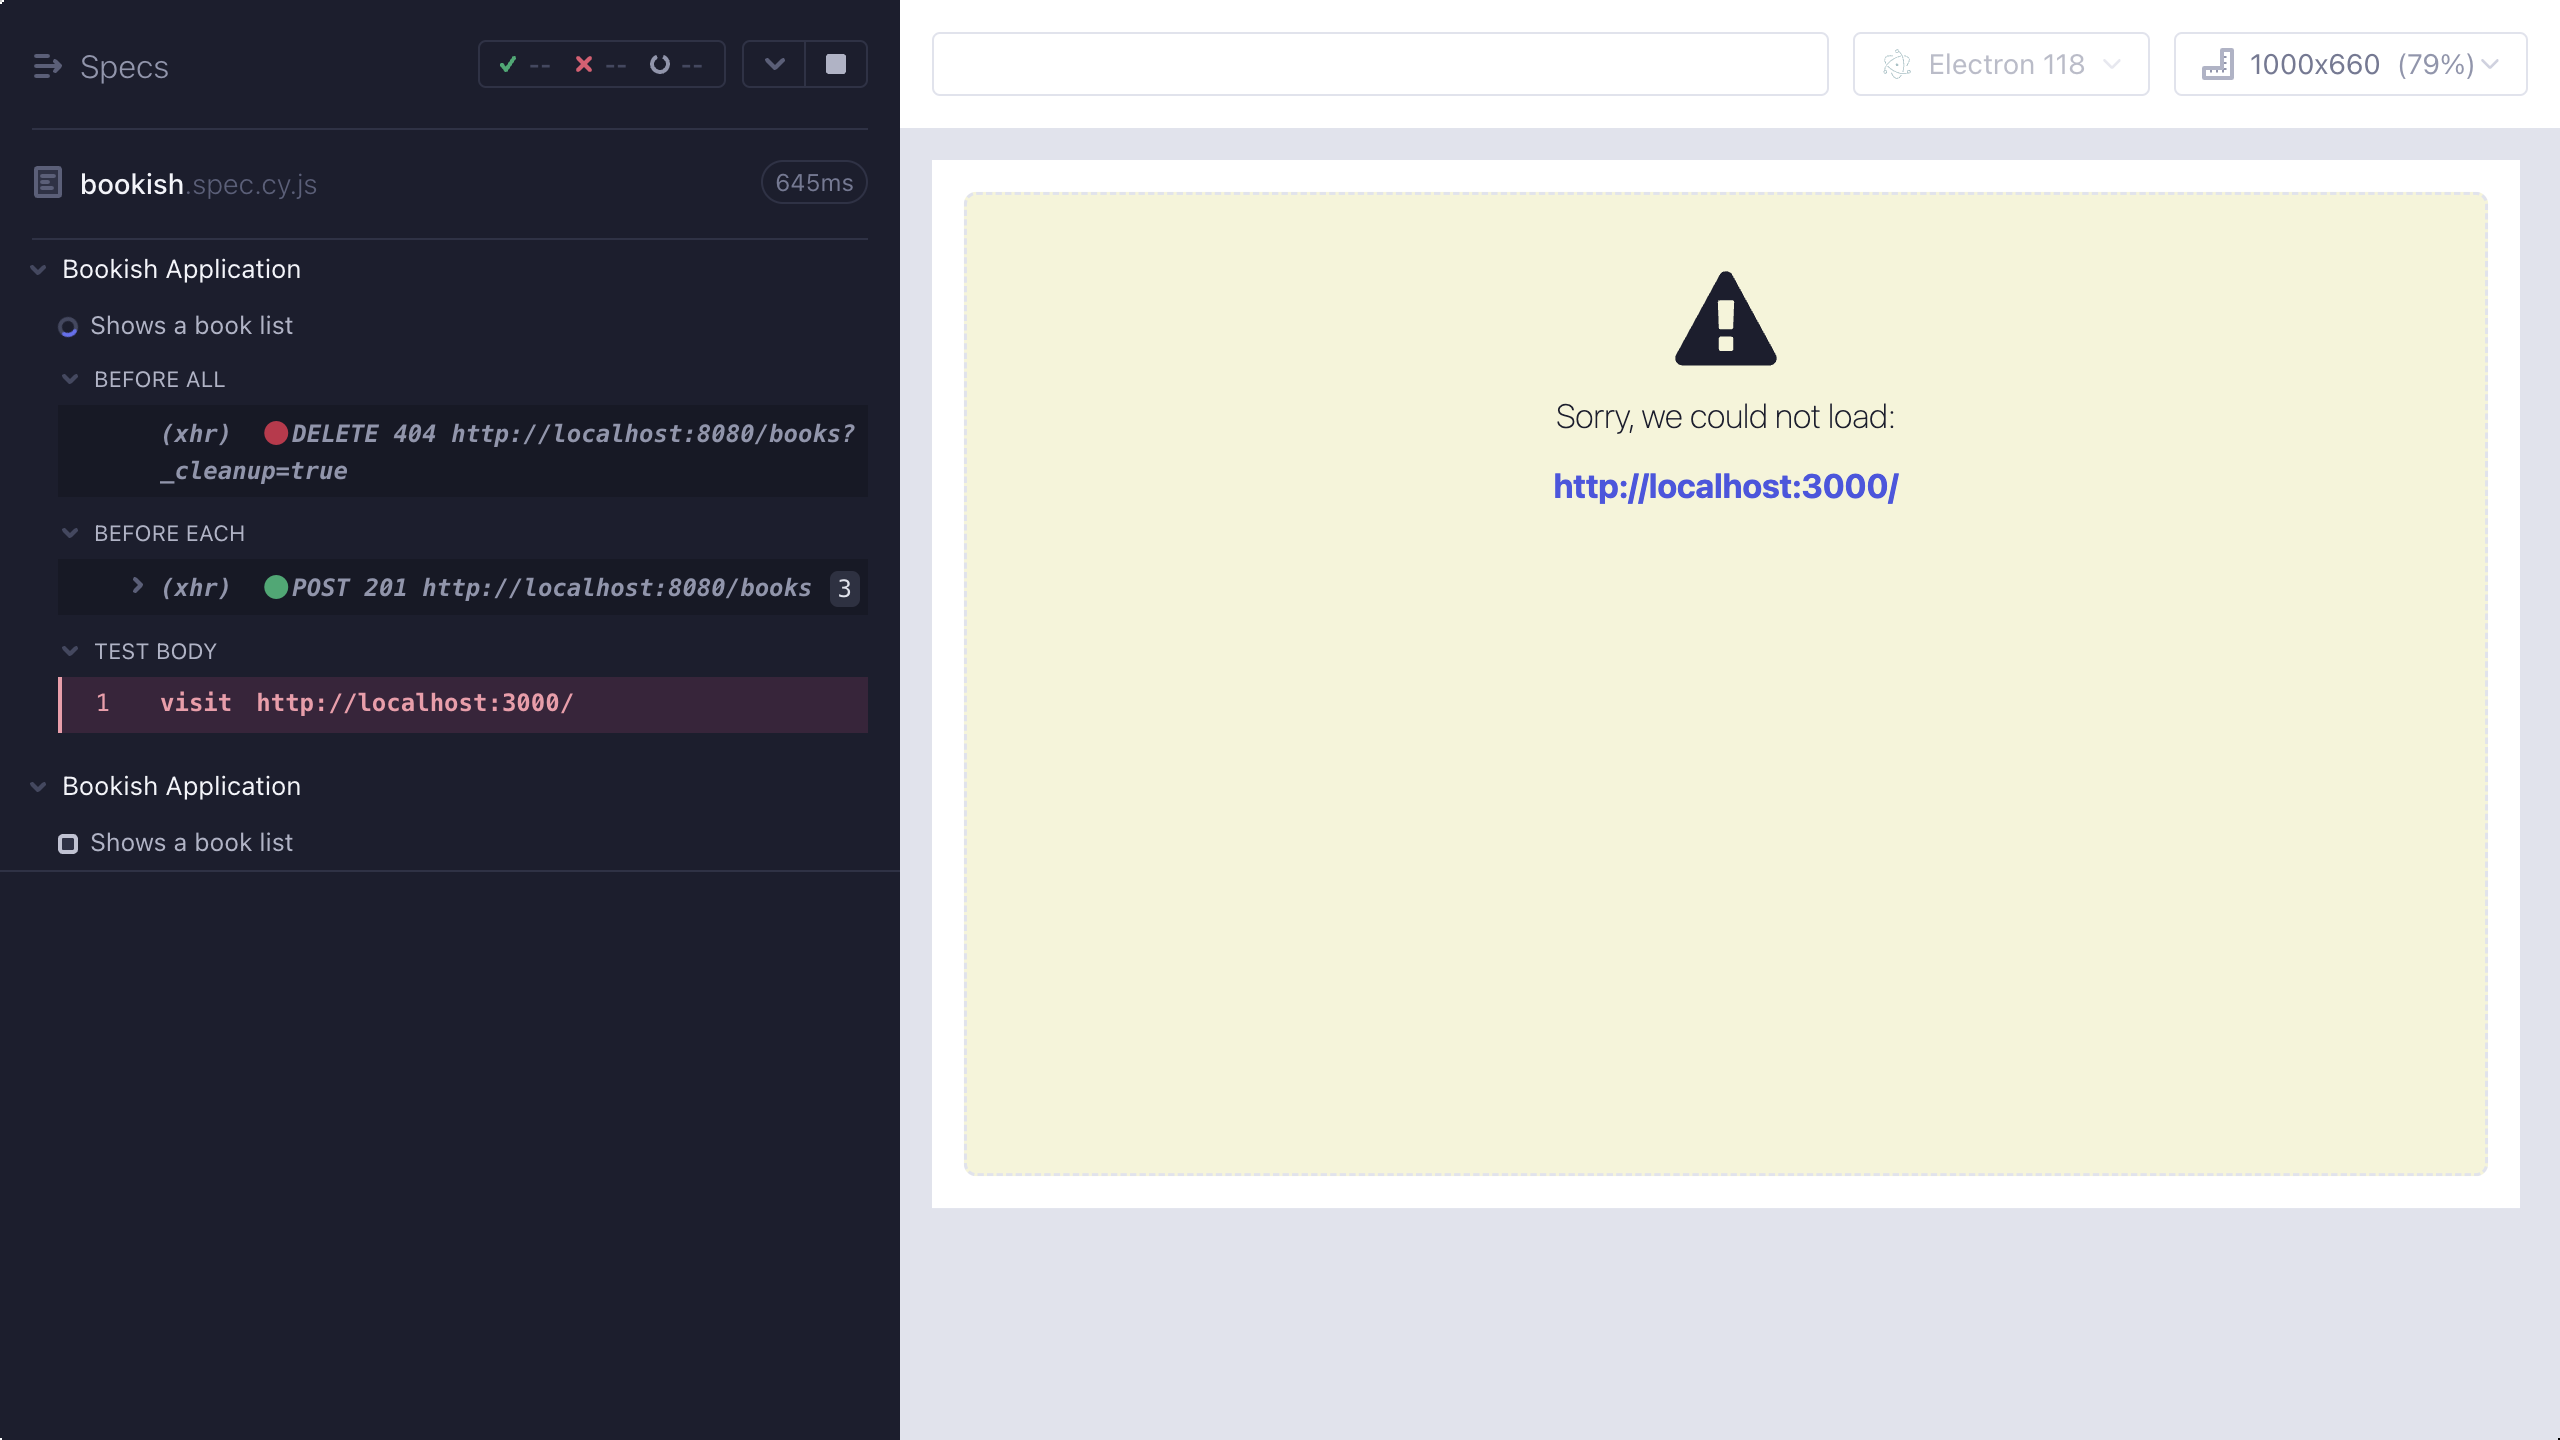 Specs
--
--
--
bookish.spec.cy.js
645ms
Bookish Application
Shows a book list
BEFORE ALL
(xhr) DELETE 404 http://localhost:8080/books?
_cleanup=true
BEFORE EACH
(xhr) POST 201 http://localhost:8080/books 3
TEST BODY
1 visit http://localhost:3000/
Bookish Application
Shows a book list
Electron 118
1000x660 (79%)
Sorry, we could not load:
http://localhost:3000/